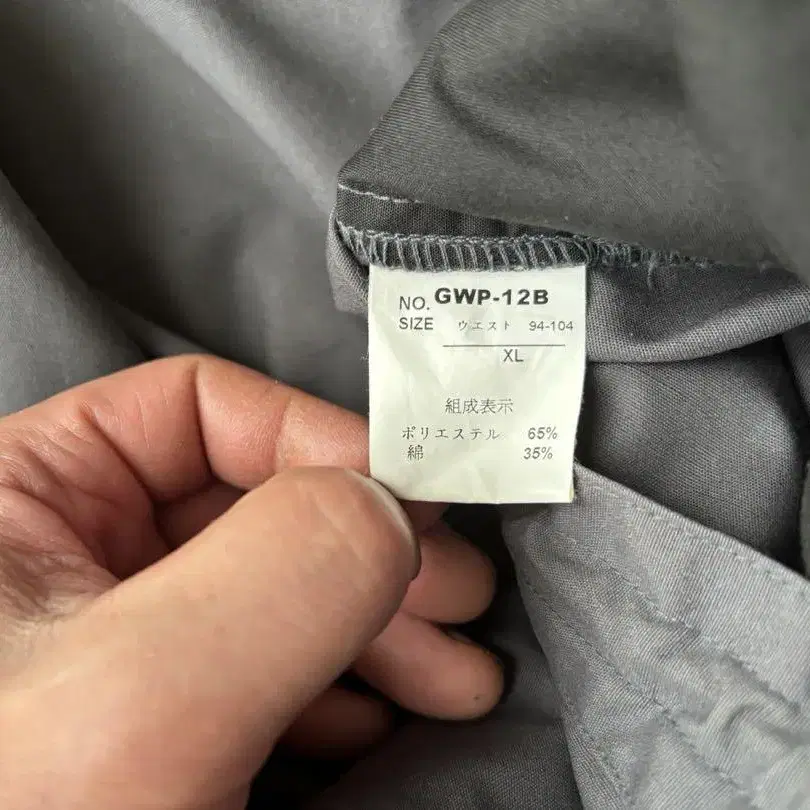 NO. GWP-12B
SIZE ウエスト 94-104
XL
組成表示
ポリエステル 65%
綿 35%